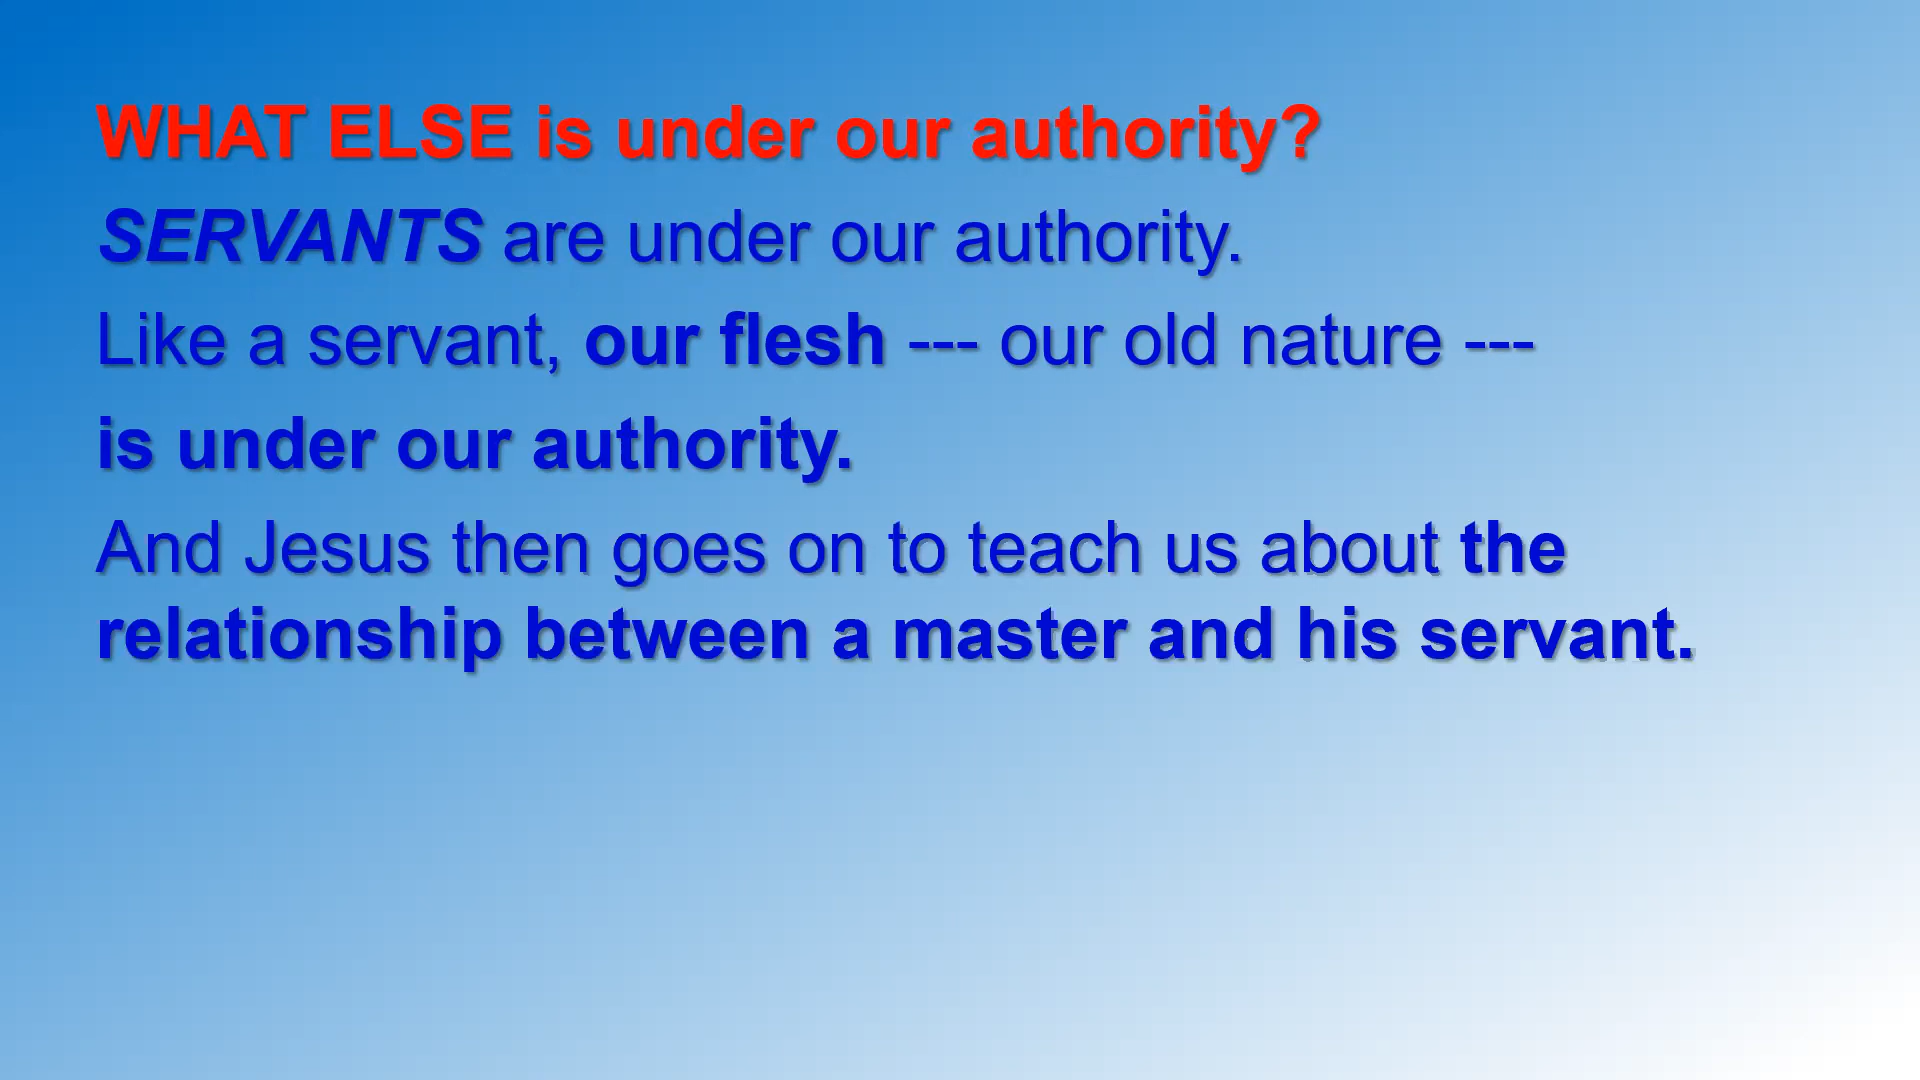 WHAT ELSE is under our authority?
SERVANTS are under our authority.
Like a servant, our flesh --- our old nature ---
is under our authority.
And Jesus then goes on to teach us about the
relationship between a master and his servant.